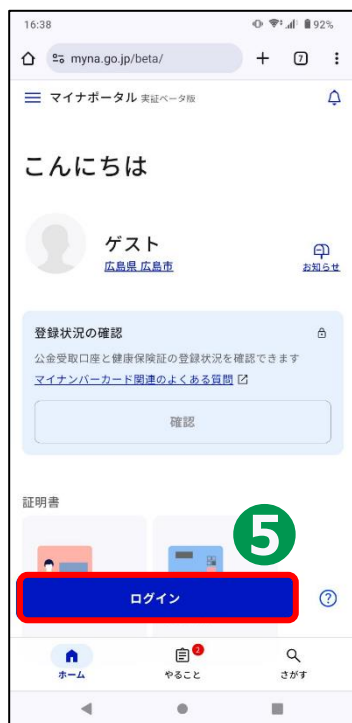 16:38
92%
myna.go.jp/beta/
7
マイナポータル 実証ベータ版
こんにちは
ゲスト
広島県 広島市
お知らせ
登録状況の確認
公金受取口座と健康保険証の登録状況を確認できます
マイナンバーカード関連のよくある質問
確認
証明書
5
ログイン
?
2
ホーム
やること
さがす